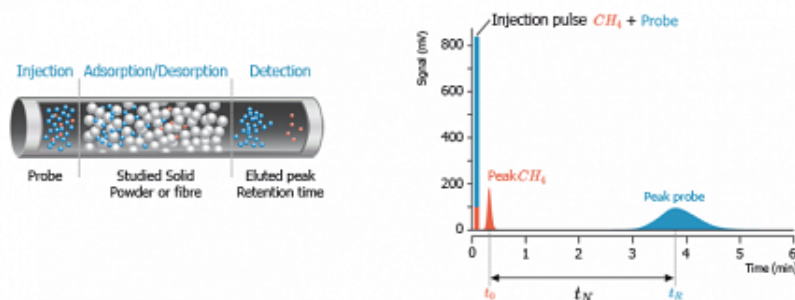 Injection Adsorption/Desorption Detection
Probe Studied Solid Eluted peak
Powder or fibre Retention time
Injection pulse CH₄ + Probe
Signal (mV)
800
600
400
200
0
Peak CH₄
Peak probe
0 1 2 3 4 5 6
Time (min)
t₀ t_N t_R